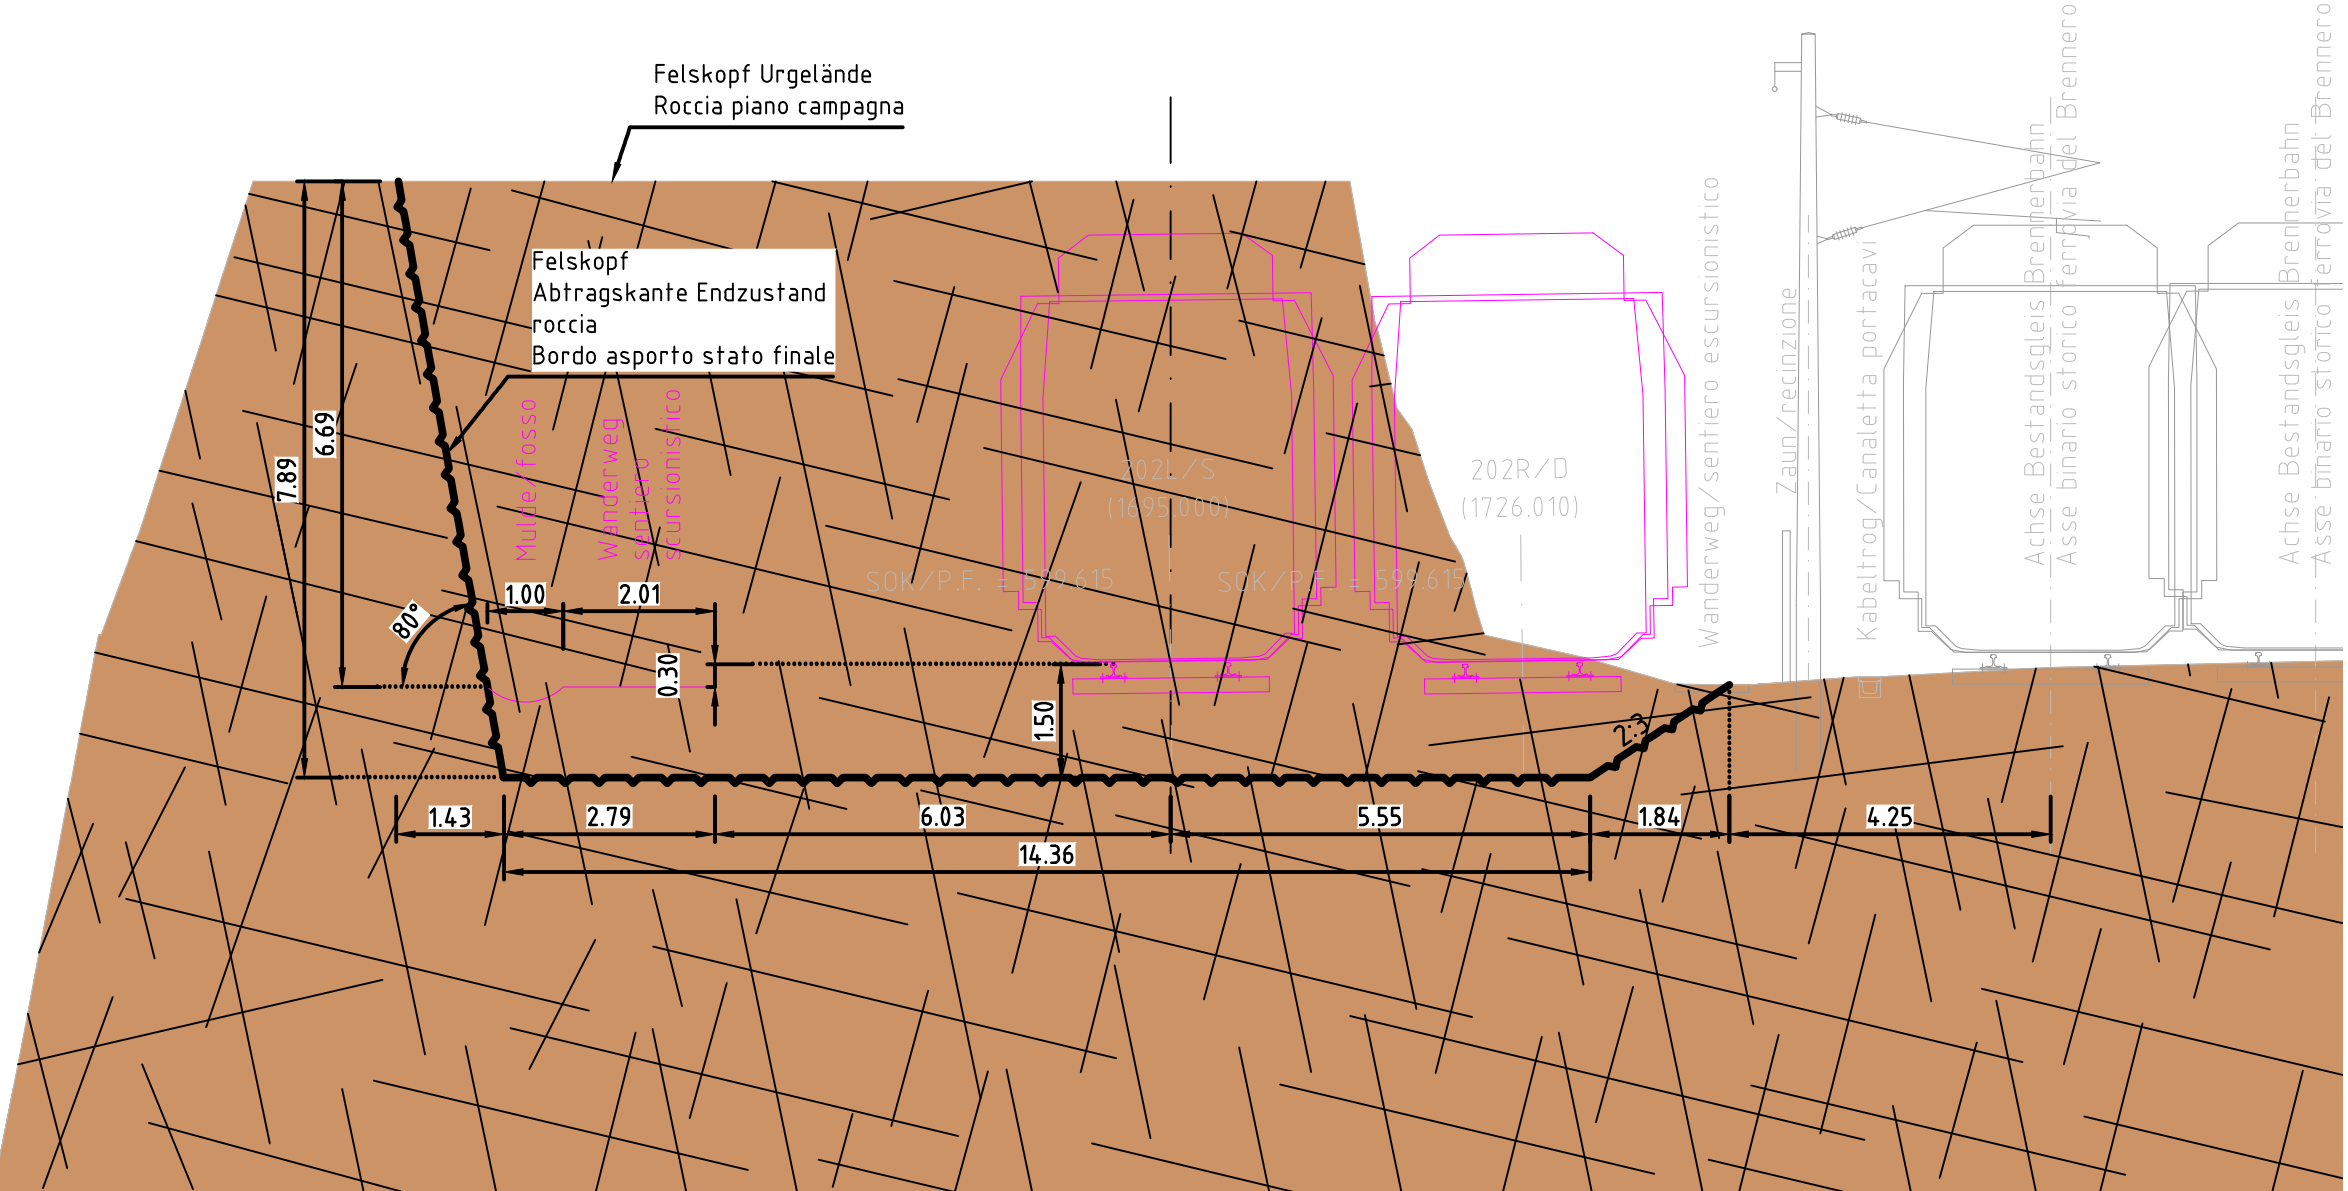 Felskopf Urgelände
Roccia piano campagna
Felskopf
Abtragskante Endzustand
roccia
Bordo asporto stato finale
6.69
7.89
80°
Mulde/fosso
Wanderweg
sentiero
scursionistico
1.00
2.01
0.30
1.50
202L/S
(1695.000)
SOK/P.F. = 599.615
202R/D
(1726.010)
SOK/P.F. = 599.615
Wanderweg/sentiero escursionistico
Zaun/recinzione
Kabeltrog/Canaletta portacavi
Achse Bestandsgleis Brennerbahn
Asse binario storico ferrovia del Brennero
Achse Bestandsgleis Brennerbahn
Asse binario storico ferrovia del Brennero
2:3
1.43
2.79
6.03
5.55
1.84
4.25
14.36